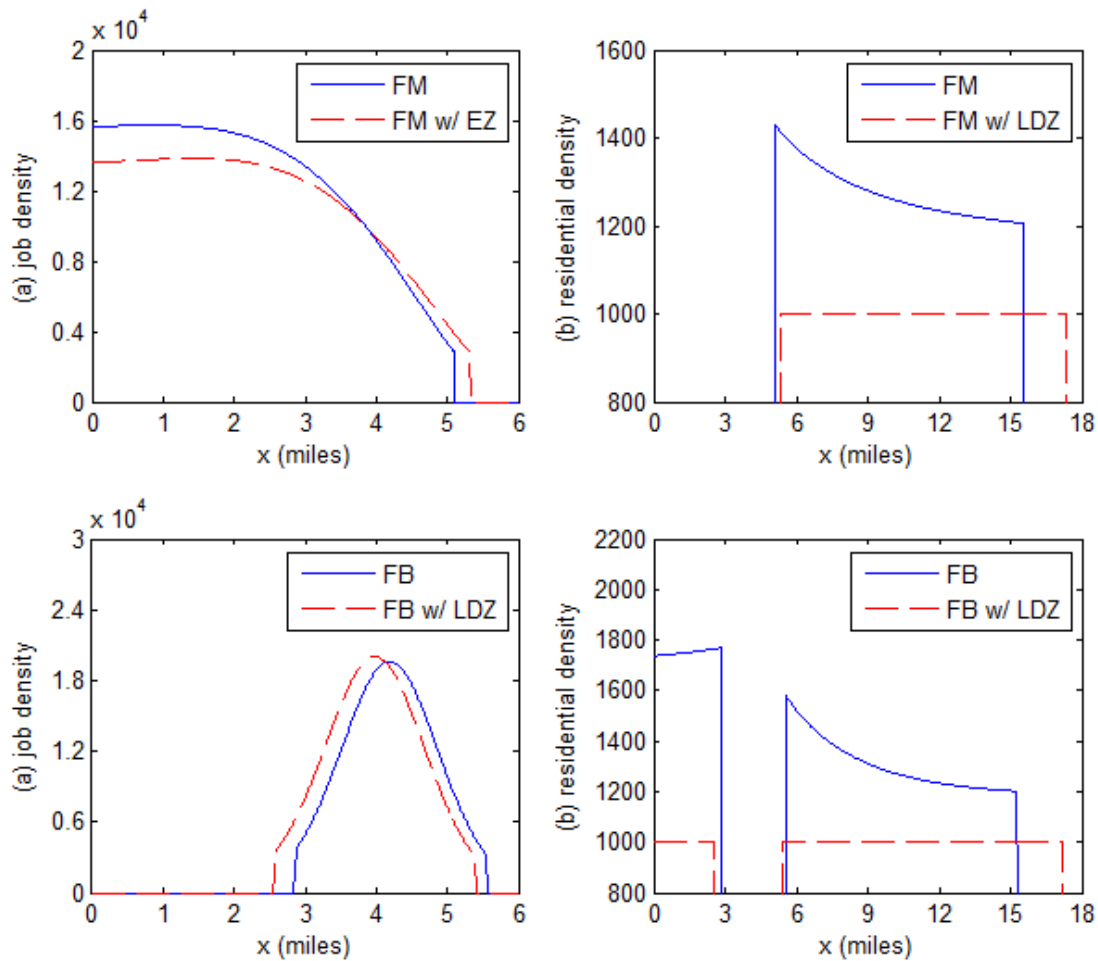 x 10^4
2
1.6
1.2
0.8
0.4
0
0 1 2 3 4 5 6
x (miles)
(a) job density
FM
FM w/ EZ
1600
1400
1200
1000
800
0 3 6 9 12 15 18
x (miles)
(b) residential density
FM
FM w/ LDZ
x 10^4
3
2.4
1.8
1.2
0.6
0
0 1 2 3 4 5 6
x (miles)
(a) job density
FB
FB w/ LDZ
2200
2000
1800
1600
1400
1200
1000
800
0 3 6 9 12 15 18
x (miles)
(b) residential density
FB
FB w/ LDZ